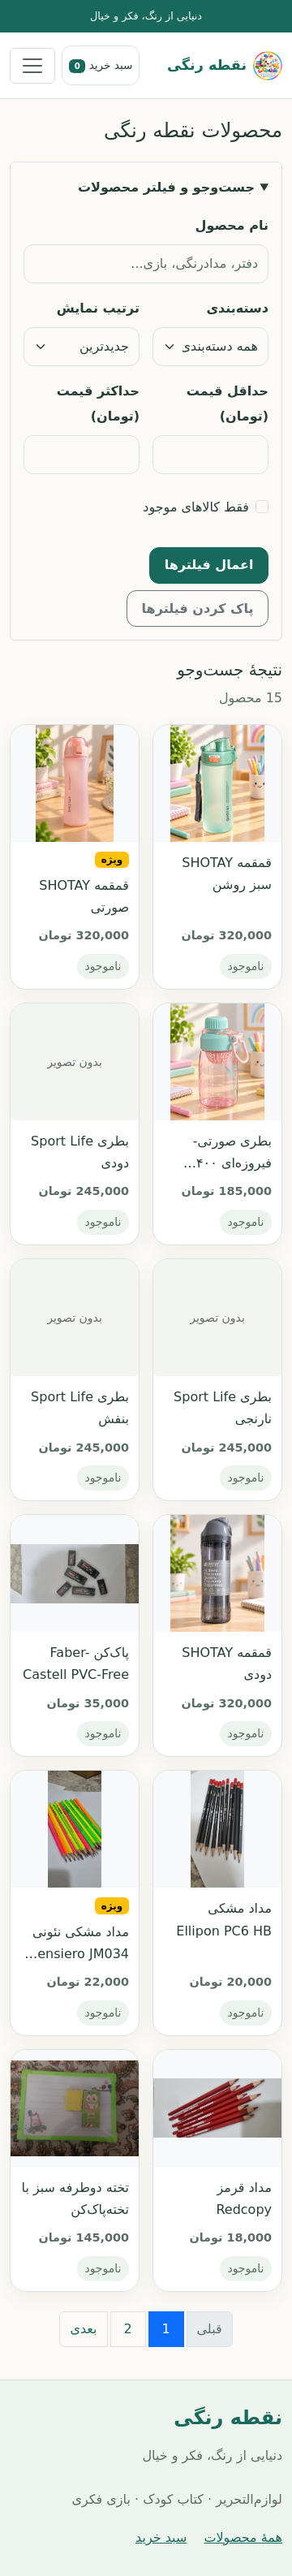 دنیایی از رنگ، فکر و خیال
نقطه رنگی
سبد خرید 0
محصولات نقطه رنگی
▼ جست‌وجو و فیلتر محصولات
نام محصول
دفتر، مدادرنگی، بازی...
دسته‌بندی
ترتیب نمایش
همه دسته‌بندی
جدیدترین
حداقل قیمت (تومان)
حداکثر قیمت (تومان)
فقط کالاهای موجود
اعمال فیلترها
پاک کردن فیلترها
نتیجهٔ جست‌وجو
15 محصول
قمقمه SHOTAY
سبز روشن
320,000 تومان
ناموجود
ویژه
قمقمه SHOTAY
صورتی
320,000 تومان
ناموجود
بطری صورتی-
فیروزه‌ای ۴۰۰...
185,000 تومان
ناموجود
بدون تصویر
بطری Sport Life
دودی
245,000 تومان
ناموجود
بدون تصویر
بطری Sport Life
نارنجی
245,000 تومان
ناموجود
بدون تصویر
بطری Sport Life
بنفش
245,000 تومان
ناموجود
قمقمه SHOTAY
دودی
320,000 تومان
ناموجود
پاک‌کن Faber-
Castell PVC-Free
35,000 تومان
ناموجود
مداد مشکی
Ellipon PC6 HB
20,000 تومان
ناموجود
ویژه
مداد مشکی نئونی
ensiero JM034...
22,000 تومان
ناموجود
مداد قرمز
Redcopy
18,000 تومان
ناموجود
تخته دوطرفه سبز با
تخته‌پاک‌کن
145,000 تومان
ناموجود
قبلی 1 2 بعدی
نقطه رنگی
دنیایی از رنگ، فکر و خیال
لوازم‌التحریر · کتاب کودک · بازی فکری
همهٔ محصولات سبد خرید